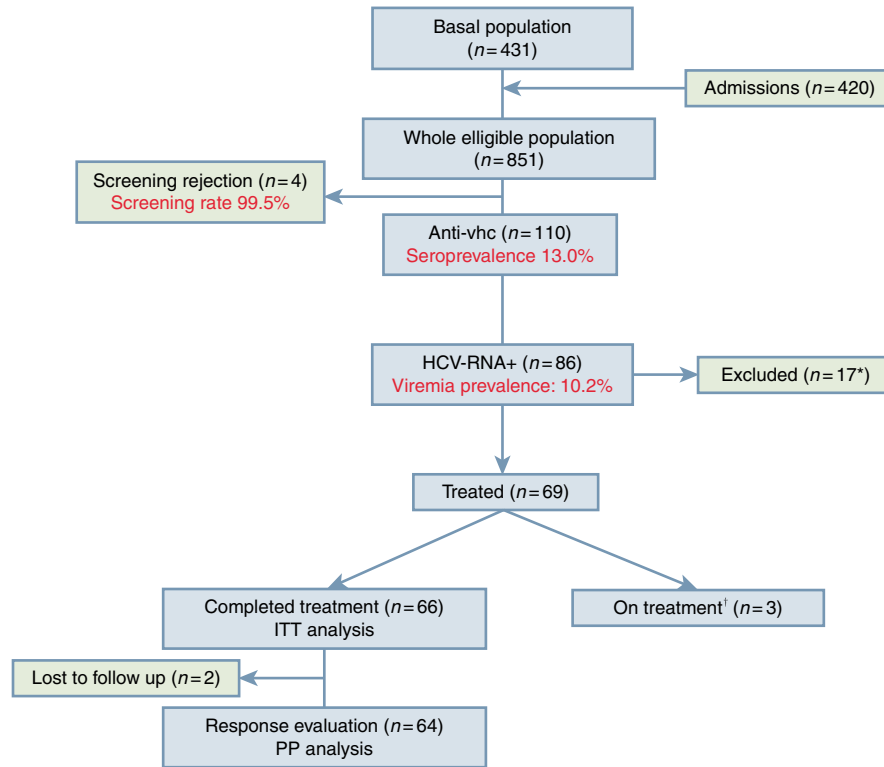 Basal population
(n=431)
Admissions (n=420)
Whole elligible population
(n=851)
Screening rejection (n=4)
Screening rate 99.5%
Anti-vhc (n=110)
Seroprevalence 13.0%
HCV-RNA+ (n=86)
Viremia prevalence: 10.2%
Excluded (n=17*)
Treated (n=69)
Completed treatment (n=66)
ITT analysis
On treatment† (n=3)
Lost to follow up (n=2)
Response evaluation (n=64)
PP analysis